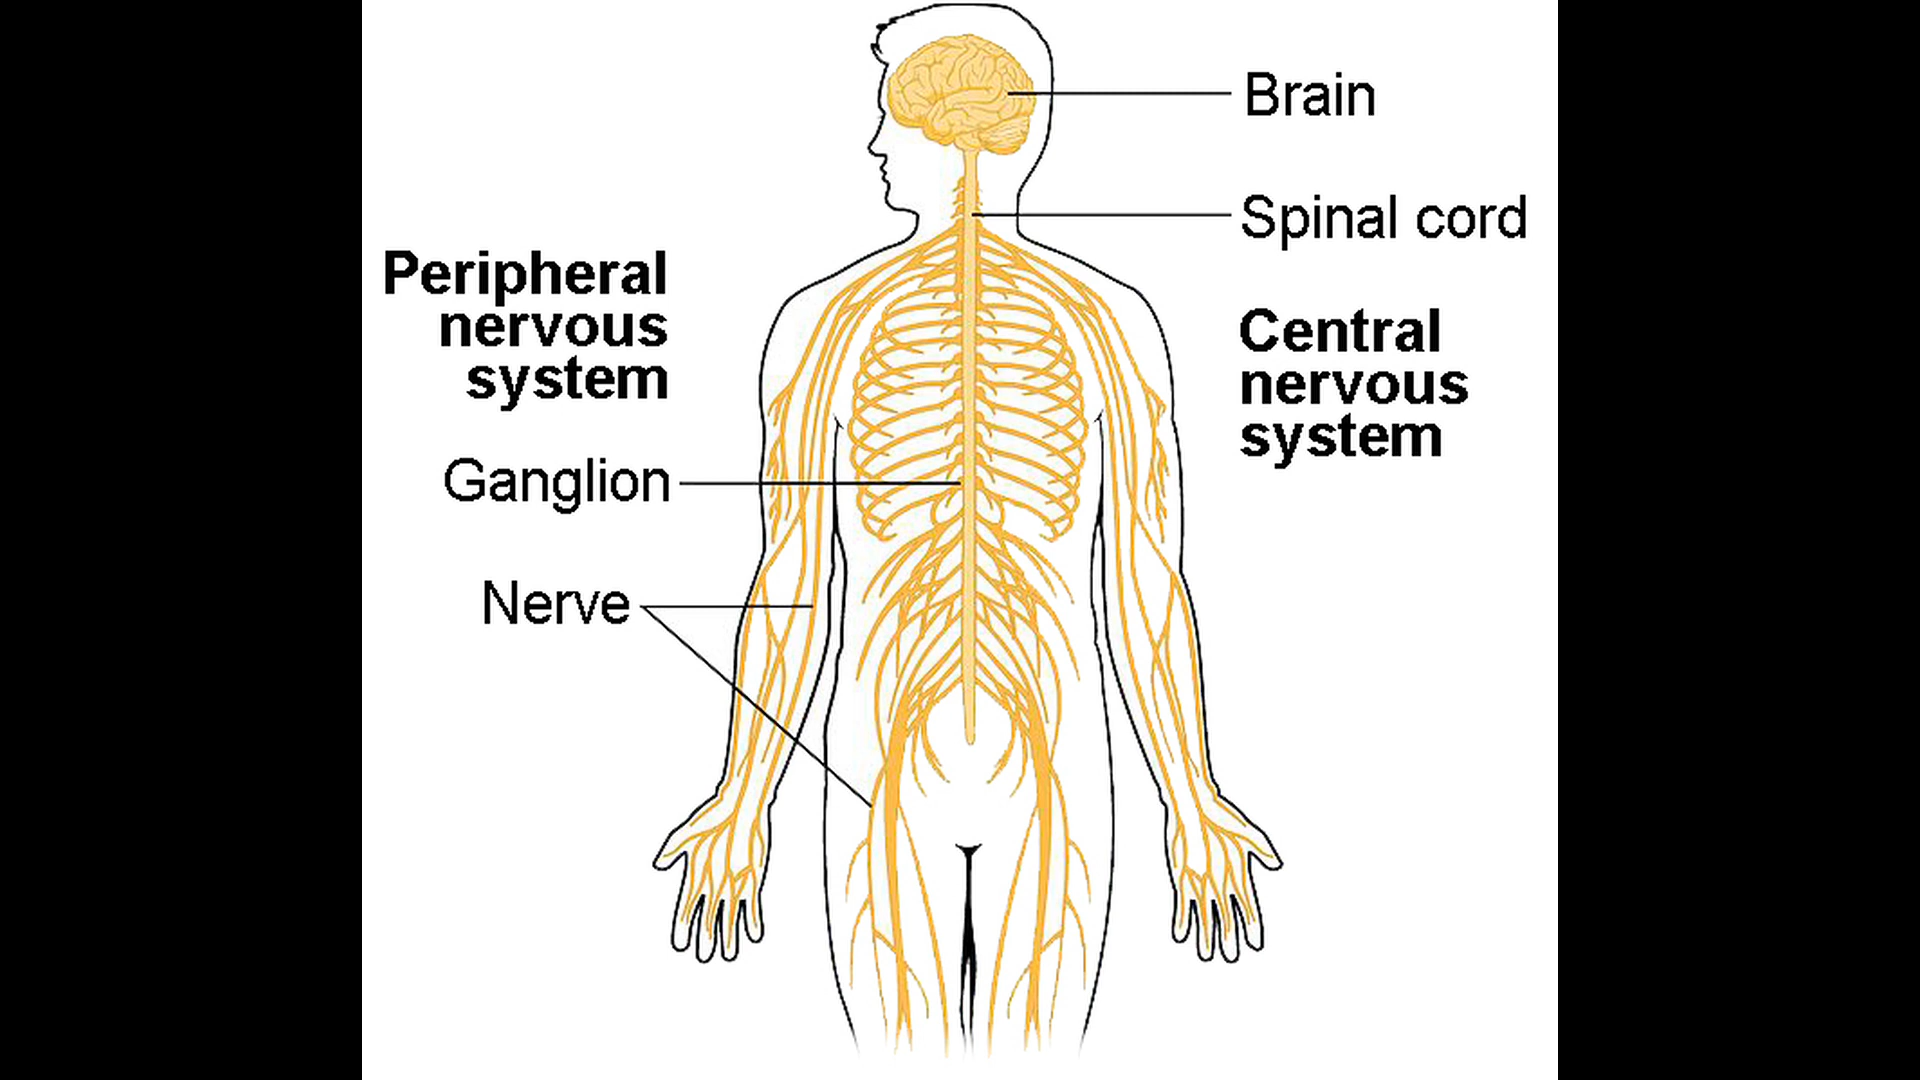 Brain
Spinal cord
Peripheral
nervous
system
Central
nervous
system
Ganglion
Nerve